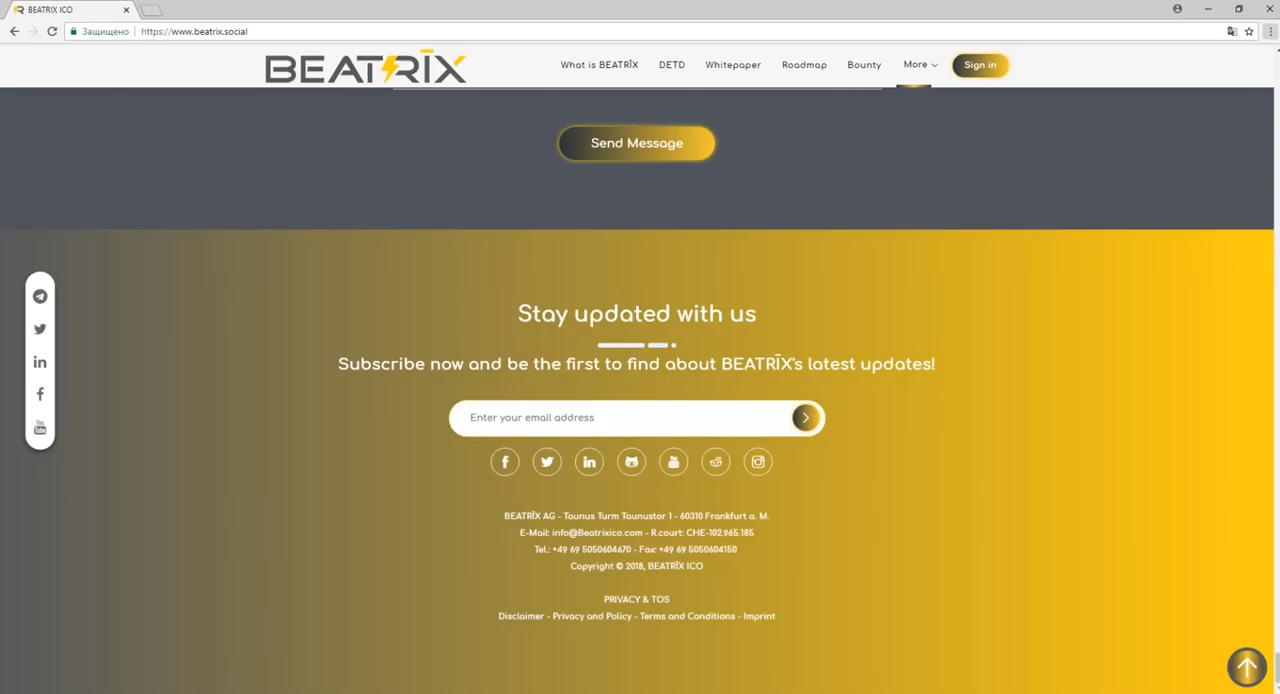 BEATRIX ICO
Защищено
https://www.beatrix.social
BEATRĪX
What is BEATRĪX
DETD
Whitepaper
Roadmap
Bounty
More
Sign in
Send Message
Stay updated with us
Subscribe now and be the first to find about BEATRĪX's latest updates!
Enter your email address
BEATRĪX AG - Taunus Turm Taunustor 1 - 60310 Frankfurt a. M.
E-Mail: info@Beatrixico.com - R.court: CHE-102.965.185
Tel.: +49 69 5050604670 - Fax: +49 69 5050604150
Copyright © 2018, BEATRĪX ICO
PRIVACY & TOS
Disclaimer - Privacy and Policy - Terms and Conditions - Imprint